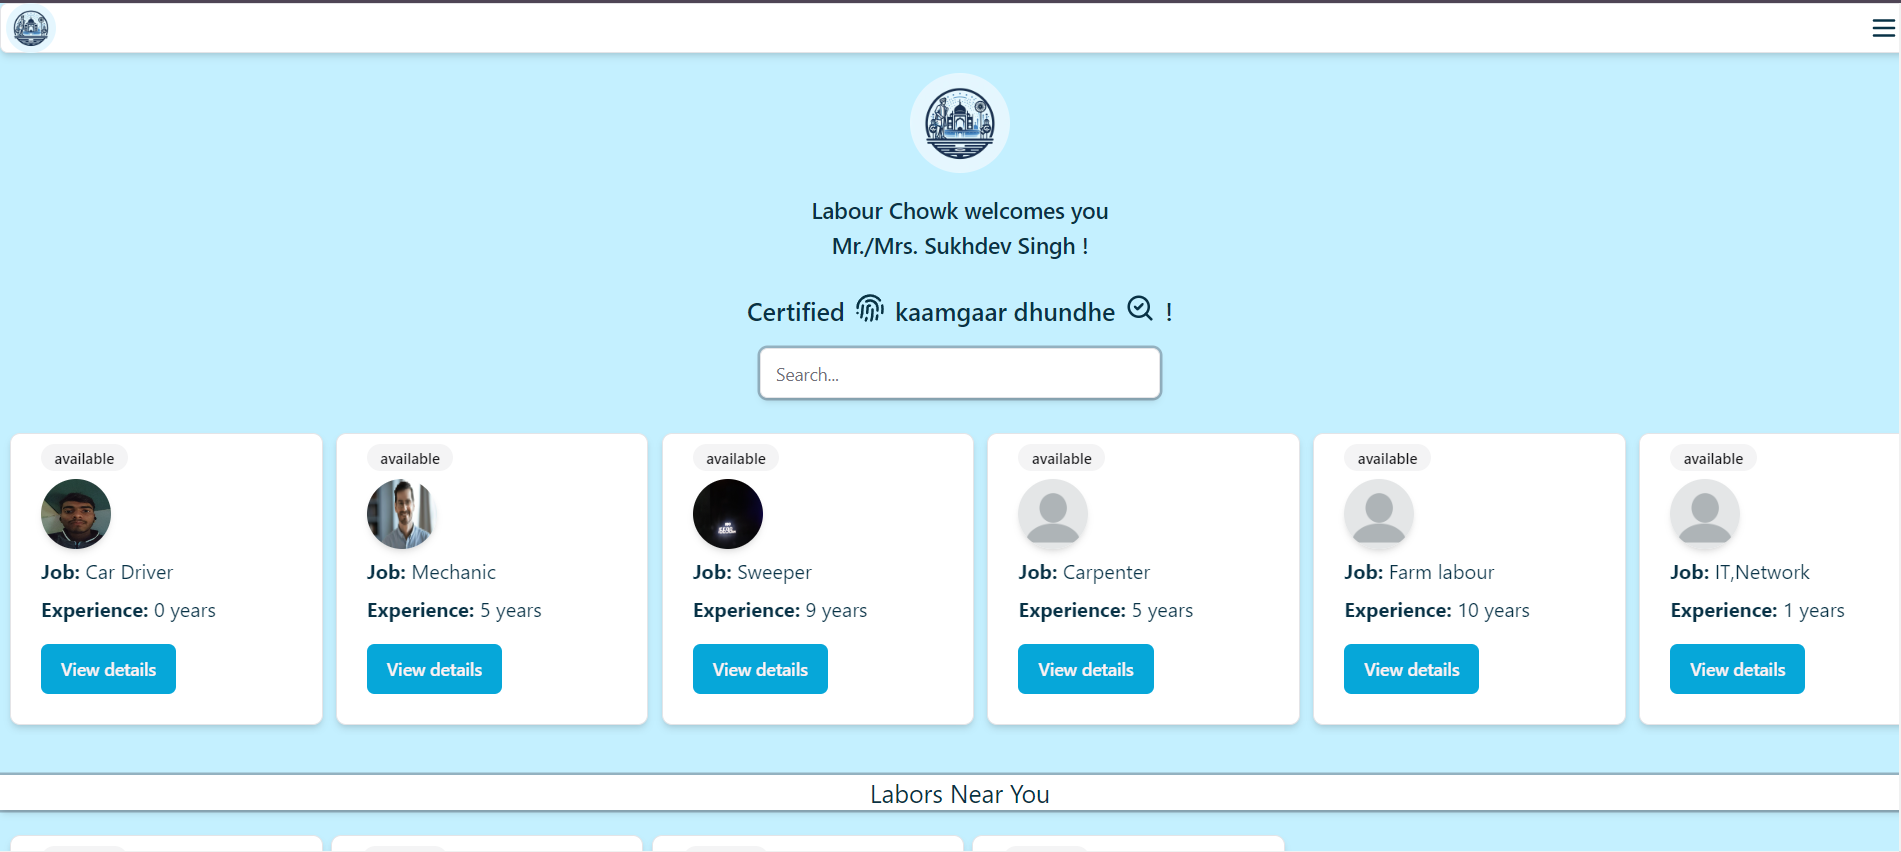 Labour Chowk welcomes you
Mr./Mrs. Sukhdev Singh !
Certified kaamgaar dhundhe !
Search...
available
Job: Car Driver
Experience: 0 years
View details
available
Job: Mechanic
Experience: 5 years
View details
available
Job: Sweeper
Experience: 9 years
View details
available
Job: Carpenter
Experience: 5 years
View details
available
Job: Farm labour
Experience: 10 years
View details
available
Job: IT,Network
Experience: 1 years
View details
Labors Near You